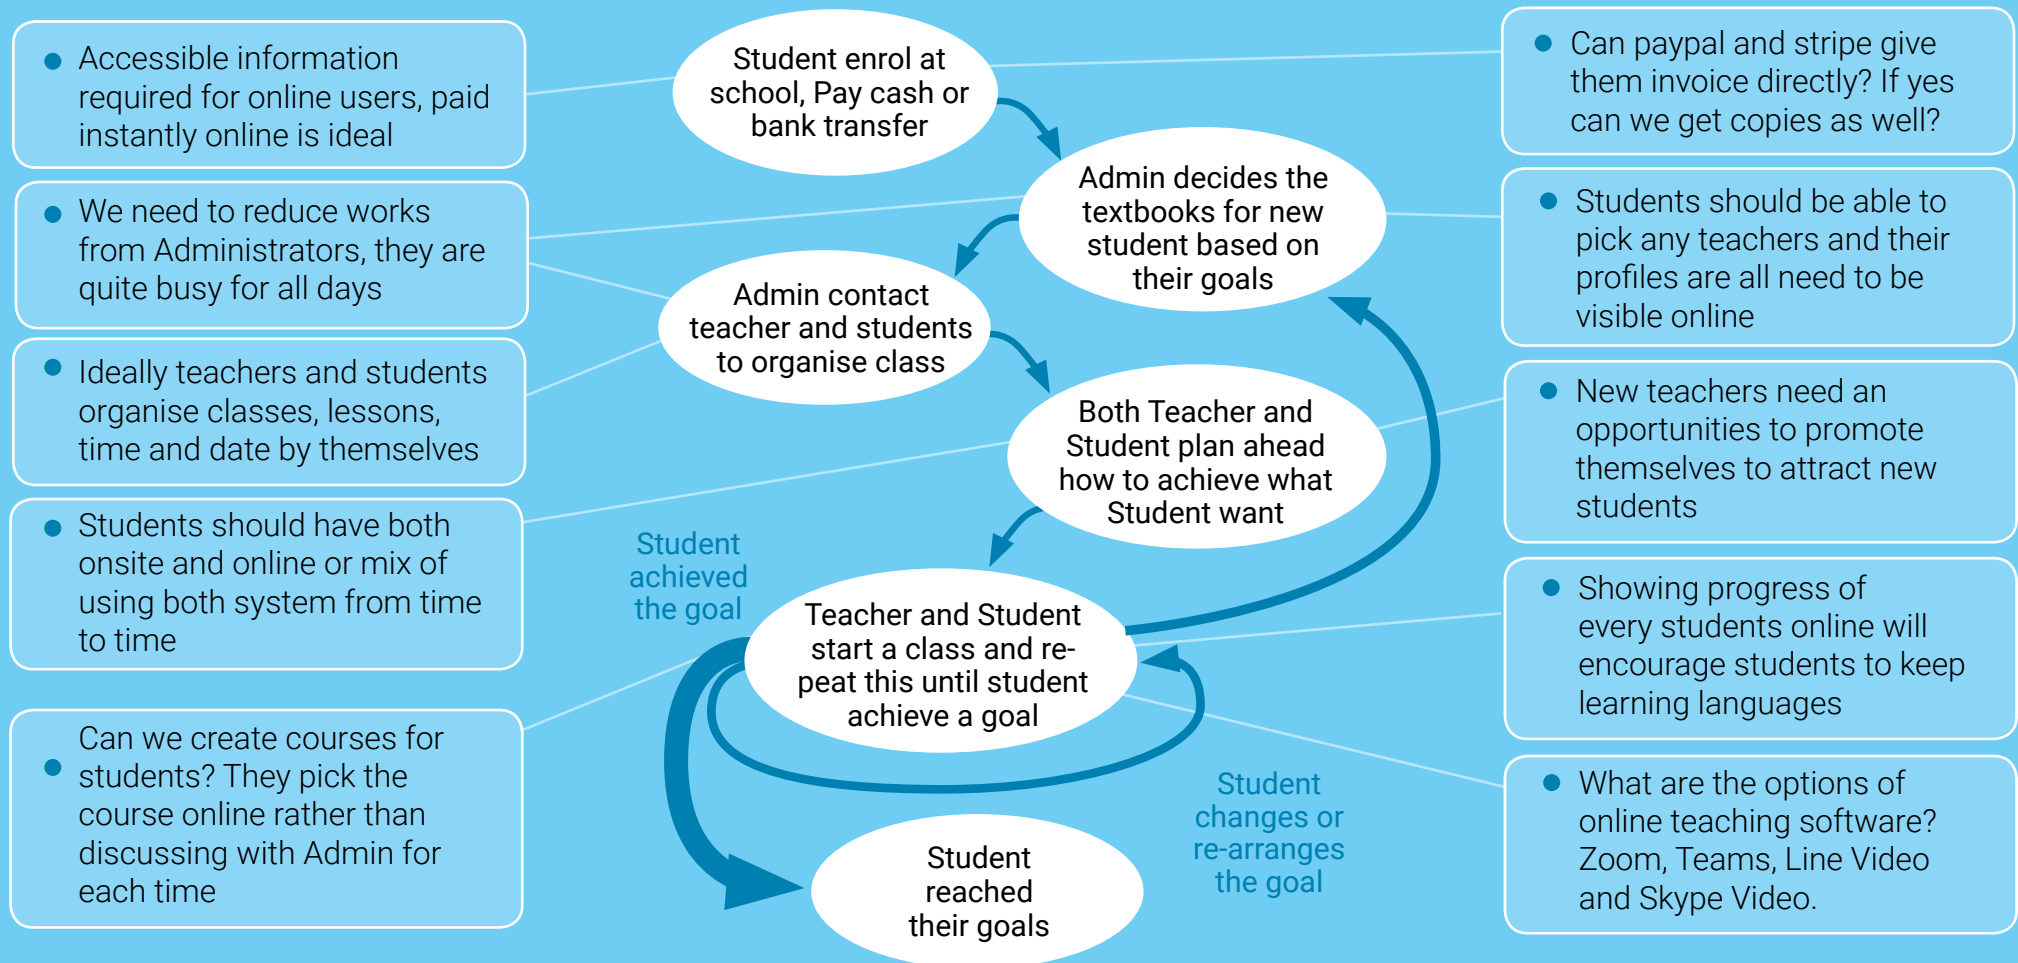 Accessible information
required for online users, paid
instantly online is ideal
We need to reduce works
from Administrators, they are
quite busy for all days
Ideally teachers and students
organise classes, lessons,
time and date by themselves
Students should have both
onsite and online or mix of
using both system from time
to time
Can we create courses for
students? They pick the
course online rather than
discussing with Admin for
each time
Student enrol at
school, Pay cash or
bank transfer
Admin decides the
textbooks for new
student based on
their goals
Admin contact
teacher and students
to organise class
Both Teacher and
Student plan ahead
how to achieve what
Student want
Student
achieved
the goal
Teacher and Student
start a class and re-
peat this until student
achieve a goal
Student
changes or
re-arranges
the goal
Student
reached
their goals
Can paypal and stripe give
them invoice directly? If yes
can we get copies as well?
Students should be able to
pick any teachers and their
profiles are all need to be
visible online
New teachers need an
opportunities to promote
themselves to attract new
students
Showing progress of
every students online will
encourage students to keep
learning languages
What are the options of
online teaching software?
Zoom, Teams, Line Video
and Skype Video.